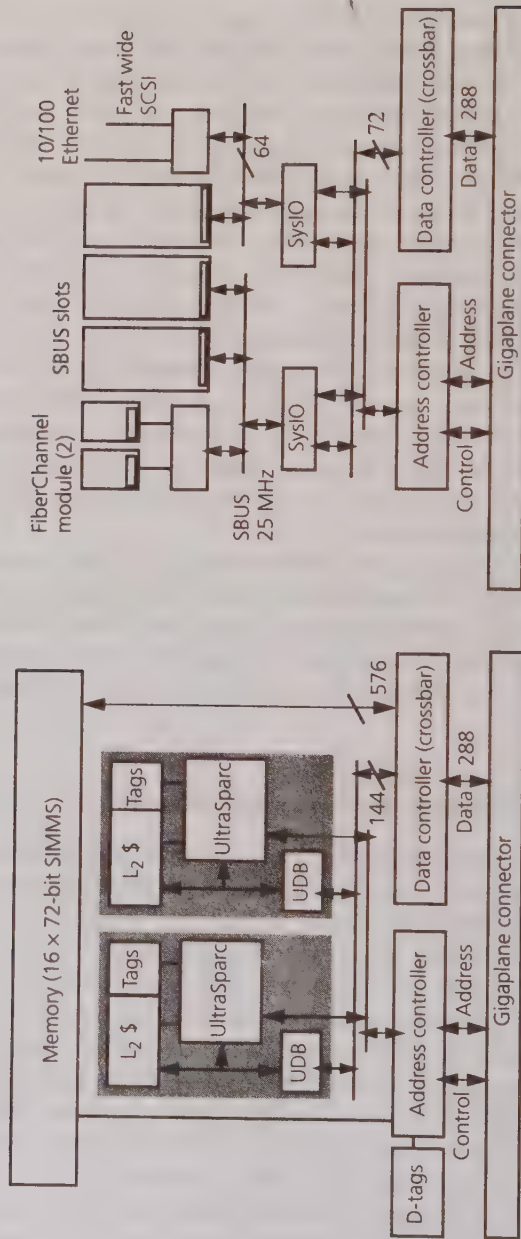 Memory (16 × 72-bit SIMMS)
L2 $
Tags
UltraSparc
UDB
L2 $
Tags
UltraSparc
UDB
144
576
D-tags
Address controller
Data controller (crossbar)
Control
Address
Data
288
Gigaplane connector
FiberChannel
module (2)
SBUS slots
10/100
Ethernet
Fast wide
SCSI
SBUS
25 MHz
64
SysIO
SysIO
72
Address controller
Data controller (crossbar)
Control
Address
Data
288
Gigaplane connector